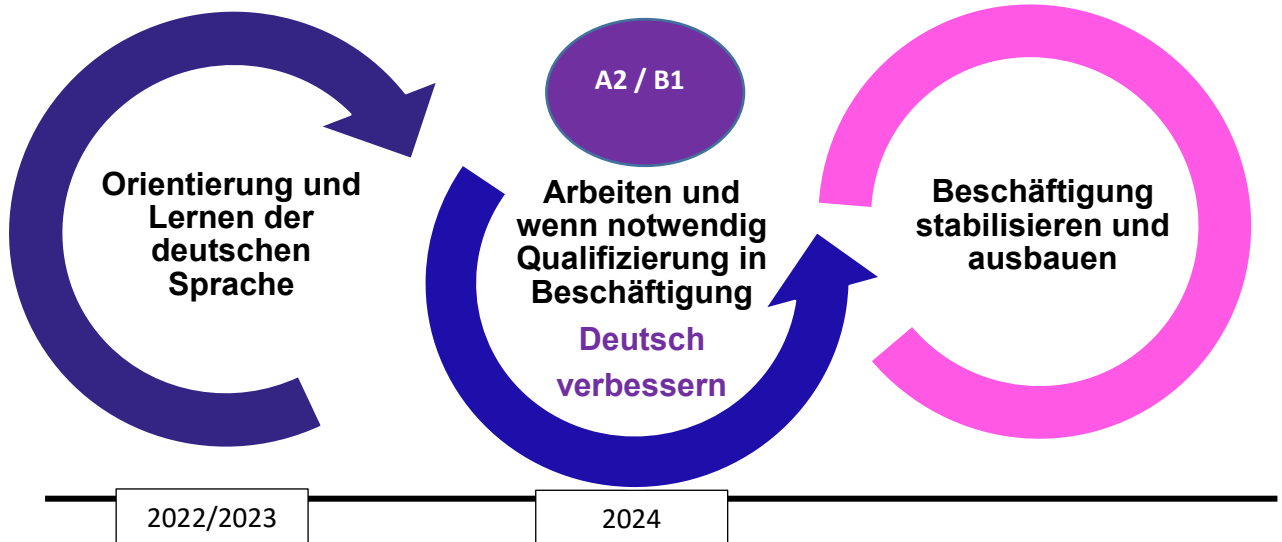 Orientierung und
Lernen der
deutschen
Sprache
A2 / B1
Arbeiten und
wenn notwendig
Qualifizierung in
Beschäftigung
Deutsch
verbessern
Beschäftigung
stabilisieren und
ausbauen
2022/2023
2024